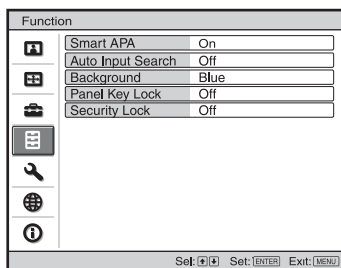 Function
Smart APA On
Auto Input Search Off
Background Blue
Panel Key Lock Off
Security Lock Off
Sel: Set: ENTER Exit: MENU